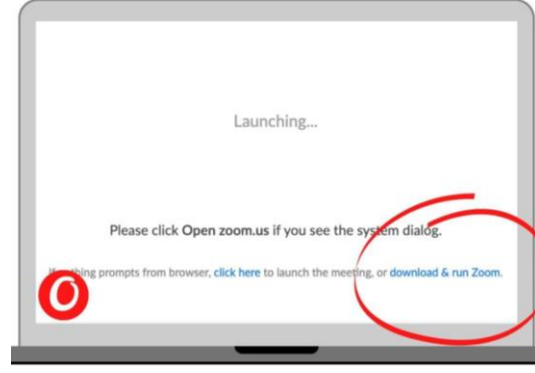 Launching...
Please click Open zoom.us if you see the system dialog.
thing prompts from browser, click here to launch the meeting, or download & run Zoom.
O